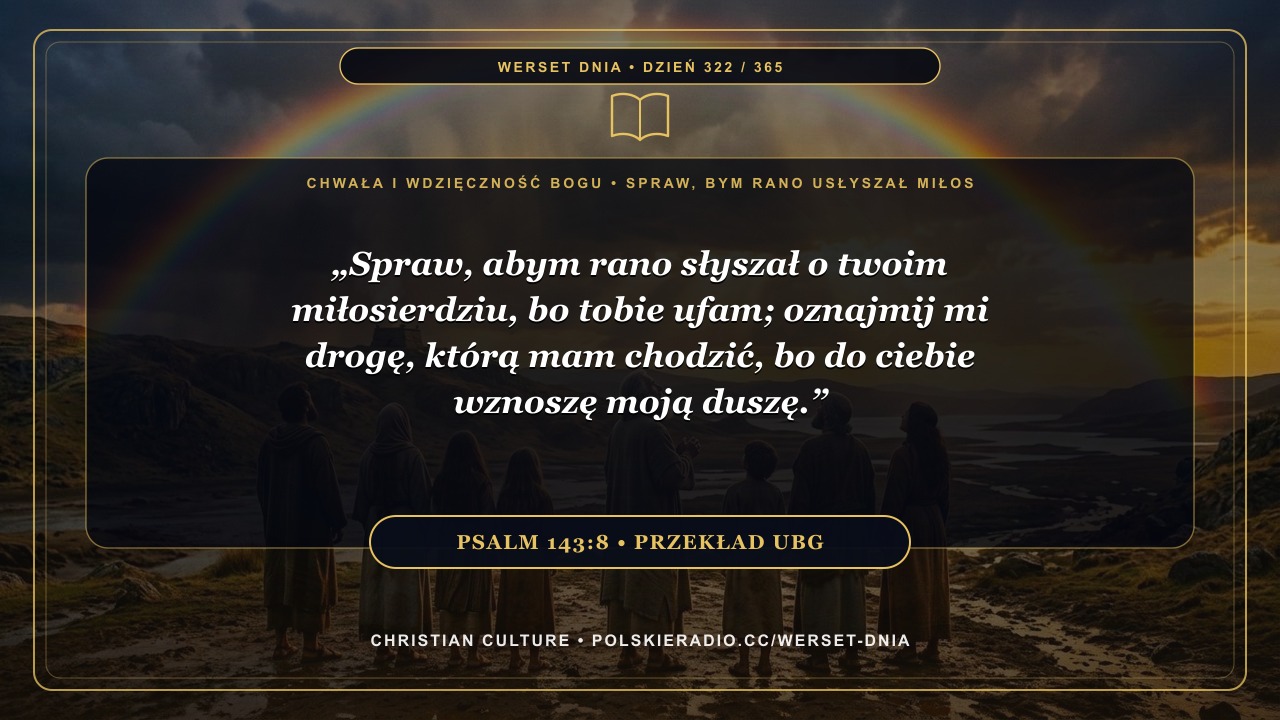 WERSET DNIA • DZIEŃ 322 / 365
CHWAŁA I WDZIĘCZNOŚĆ BOGU • SPRAW, BYM RANO USŁYSZAŁ MIŁOS
„Spraw, abym rano słyszał o twoim
miłosierdziu, bo tobie ufam; oznajmij mi
drogę, którą mam chodzić, bo do ciebie
wznoszę moją duszę.”
PSALM 143:8 • PRZEKŁAD UBG
CHRISTIAN CULTURE • POLSKIERADIO.CC/WERSET-DNIA